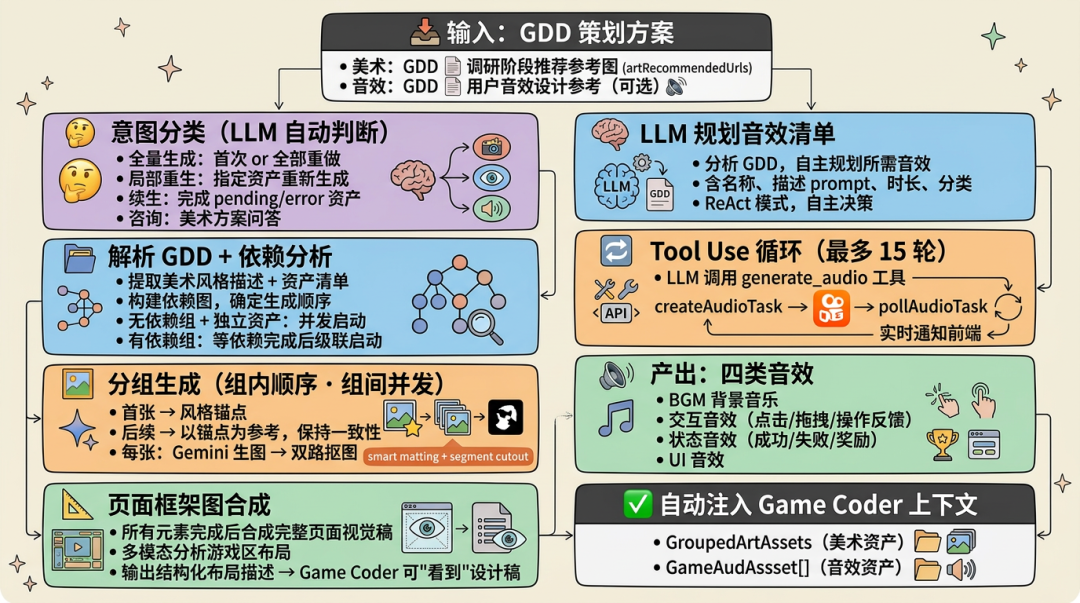 输入：GDD 策划方案
• 美术：GDD 调研阶段推荐参考图 (artRecommendedUrls)
• 音效：GDD 用户音效设计参考（可选）
意图分类（LLM 自动判断）
• 全量生成：首次 or 全部重做
• 局部重生：指定资产重新生成
• 续生：完成 pending/error 资产
• 咨询：美术方案问答
解析 GDD + 依赖分析
• 提取美术风格描述 + 资产清单
• 构建依赖图，确定生成顺序
• 无依赖组 + 独立资产：并发启动
• 有依赖组：等依赖完成后级联启动
分组生成（组内顺序 · 组间并发）
• 首张 → 风格锚点
• 后续 → 以锚点为参考，保持一致性
• 每张：Gemini 生图 → 双路抠图
smart matting + segment cutout
页面框架图合成
• 所有元素完成后合成完整页面视觉稿
• 多模态分析游戏区布局
• 输出结构化布局描述 → Game Coder 可"看到"设计稿
LLM 规划音效清单
LLM
GDD
• 分析 GDD，自主规划所需音效
• 含名称、描述 prompt、时长、分类
• ReAct 模式，自主决策
Tool Use 循环（最多 15 轮）
• LLM 调用 generate_audio 工具
API
createAudioTask → pollAudioTask
实时通知前端
产出：四类音效
• BGM 背景音乐
• 交互音效（点击/拖拽/操作反馈）
• 状态音效（成功/失败/奖励）
• UI 音效
自动注入 Game Coder 上下文
• GroupedArtAssets（美术资产）
• GameAudAssset[]（音效资产）